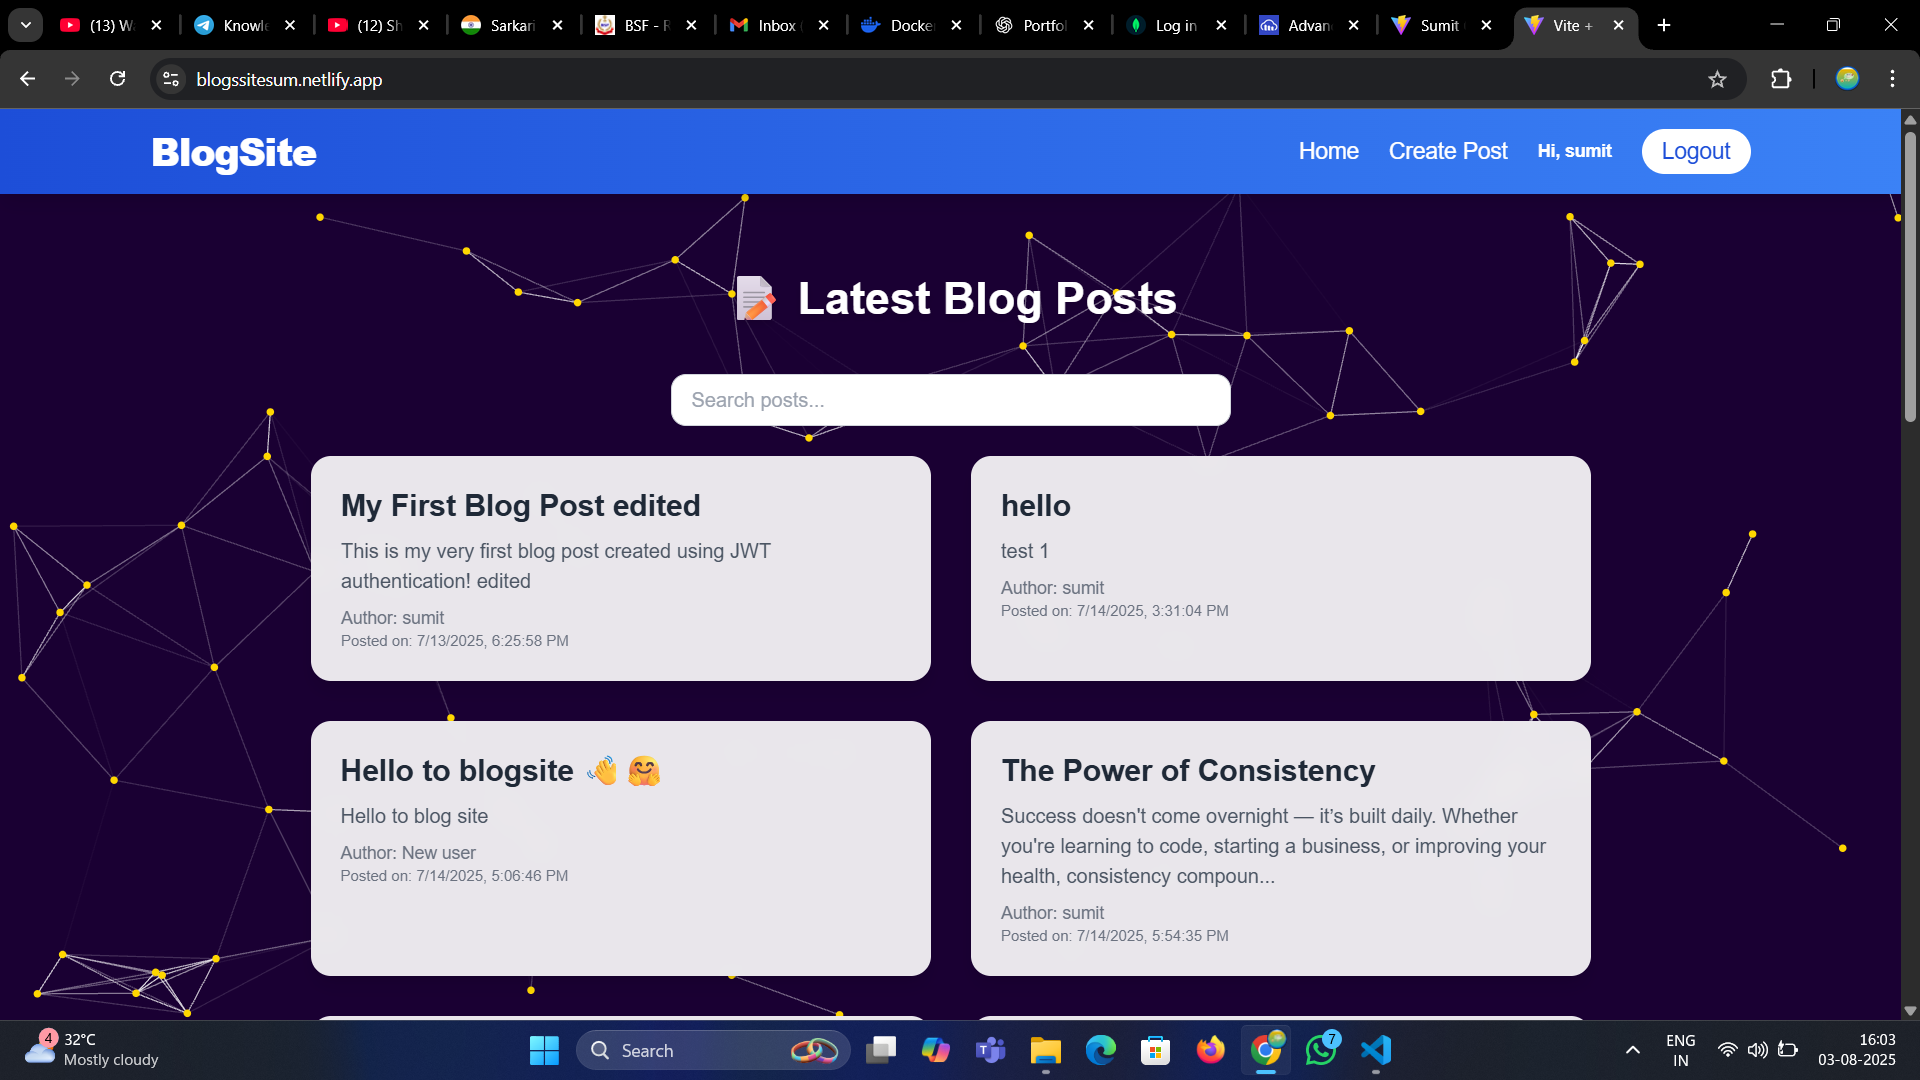 (13) Wa
Knowle
(12) Sh
Sarkari
BSF - R
Inbox (
Docker
Portfol
Log in
Advan
Sumit
Vite +
blogssitesum.netlify.app
BlogSite
Home
Create Post
Hi, sumit
Logout
📝 Latest Blog Posts
Search posts...
My First Blog Post edited
This is my very first blog post created using JWT
authentication! edited
Author: sumit
Posted on: 7/13/2025, 6:25:58 PM
hello
test 1
Author: sumit
Posted on: 7/14/2025, 3:31:04 PM
Hello to blogsite 👋 🤗
Hello to blog site
Author: New user
Posted on: 7/14/2025, 5:06:46 PM
The Power of Consistency
Success doesn't come overnight — it’s built daily. Whether
you're learning to code, starting a business, or improving your
health, consistency compoun...
Author: sumit
Posted on: 7/14/2025, 5:54:35 PM
4
32°C
Mostly cloudy
Search
7
ENG
IN
16:03
03-08-2025